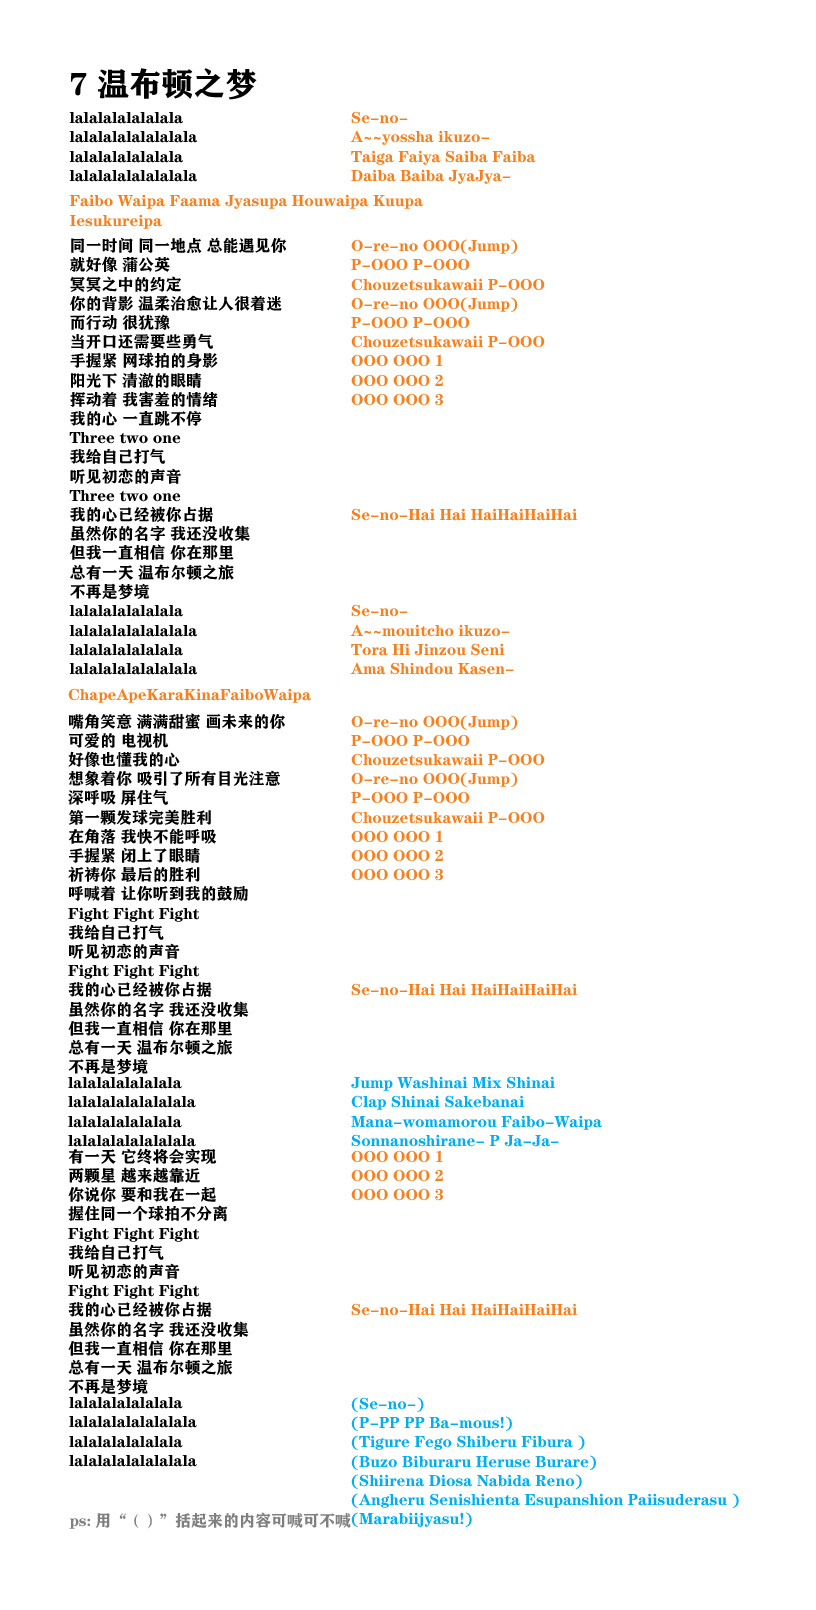 7 温布顿之梦
lalalalalalalala Se-no-
lalalalalalalalala A~~yossha ikuzo-
lalalalalalalala Taiga Faiya Saiba Faiba
lalalalalalalalala Daiba Baiba JyaJya-
Faibo Waipa Faama Jyasupa Houwaipa Kuupa
Iesukureipa
同一时间 同一地点 总能遇见你 O-re-no OOO(Jump)
就好像 蒲公英 P-OOO P-OOO
冥冥之中的约定 Chouzetsukawaii P-OOO
你的背影 温柔治愈让人很着迷 O-re-no OOO(Jump)
而行动 很犹豫 P-OOO P-OOO
当开口还需要些勇气 Chouzetsukawaii P-OOO
手握紧 网球拍的身影 OOO OOO 1
阳光下 清澈的眼睛 OOO OOO 2
挥动着 我害羞的情绪 OOO OOO 3
我的心 一直跳不停
Three two one
我给自己打气
听见初恋的声音
Three two one
我的心已经被你占据 Se-no-Hai Hai HaiHaiHaiHai
虽然你的名字 我还没收集
但我一直相信 你在那里
总有一天 温布尔顿之旅
不再是梦境
lalalalalalalala Se-no-
lalalalalalalalala A~~mouitcho ikuzo-
lalalalalalalala Tora Hi Jinzou Seni
lalalalalalalalala Ama Shindou Kasen-
ChapeApeKaraKinaFaiboWaipa
嘴角笑意 满满甜蜜 画未来的你 O-re-no OOO(Jump)
可爱的 电视机 P-OOO P-OOO
好像也懂我的心 Chouzetsukawaii P-OOO
想象着你 吸引了所有目光注意 O-re-no OOO(Jump)
深呼吸 屏住气 P-OOO P-OOO
第一颗发球完美胜利 Chouzetsukawaii P-OOO
在角落 我快不能呼吸 OOO OOO 1
手握紧 闭上了眼睛 OOO OOO 2
祈祷你 最后的胜利 OOO OOO 3
呼喊着 让你听到我的鼓励
Fight Fight Fight
我给自己打气
听见初恋的声音
Fight Fight Fight
我的心已经被你占据 Se-no-Hai Hai HaiHaiHaiHai
虽然你的名字 我还没收集
但我一直相信 你在那里
总有一天 温布尔顿之旅
不再是梦境
lalalalalalalala Jump Washinai Mix Shinai
lalalalalalalalala Clap Shinai Sakebanai
lalalalalalalala Mana-womamorou Faibo-Waipa
lalalalalalalalala Sonnanoshirane- P Ja-Ja-
有一天 它终将会实现 OOO OOO 1
两颗星 越来越靠近 OOO OOO 2
你说你 要和我在一起 OOO OOO 3
握住同一个球拍不分离
Fight Fight Fight
我给自己打气
听见初恋的声音
Fight Fight Fight
我的心已经被你占据 Se-no-Hai Hai HaiHaiHaiHai
虽然你的名字 我还没收集
但我一直相信 你在那里
总有一天 温布尔顿之旅
不再是梦境
lalalalalalalala (Se-no-)
lalalalalalalalala (P-PP PP Ba-mous!)
lalalalalalalala (Tigure Fego Shiberu Fibura )
lalalalalalalalala (Buzo Biburaru Heruse Burare)
(Shiirena Diosa Nabida Reno)
(Angheru Senishienta Esupanshion Paiisuderasu )
ps: 用“（ ）”括起来的内容可喊可不喊(Marabiijyasu!)